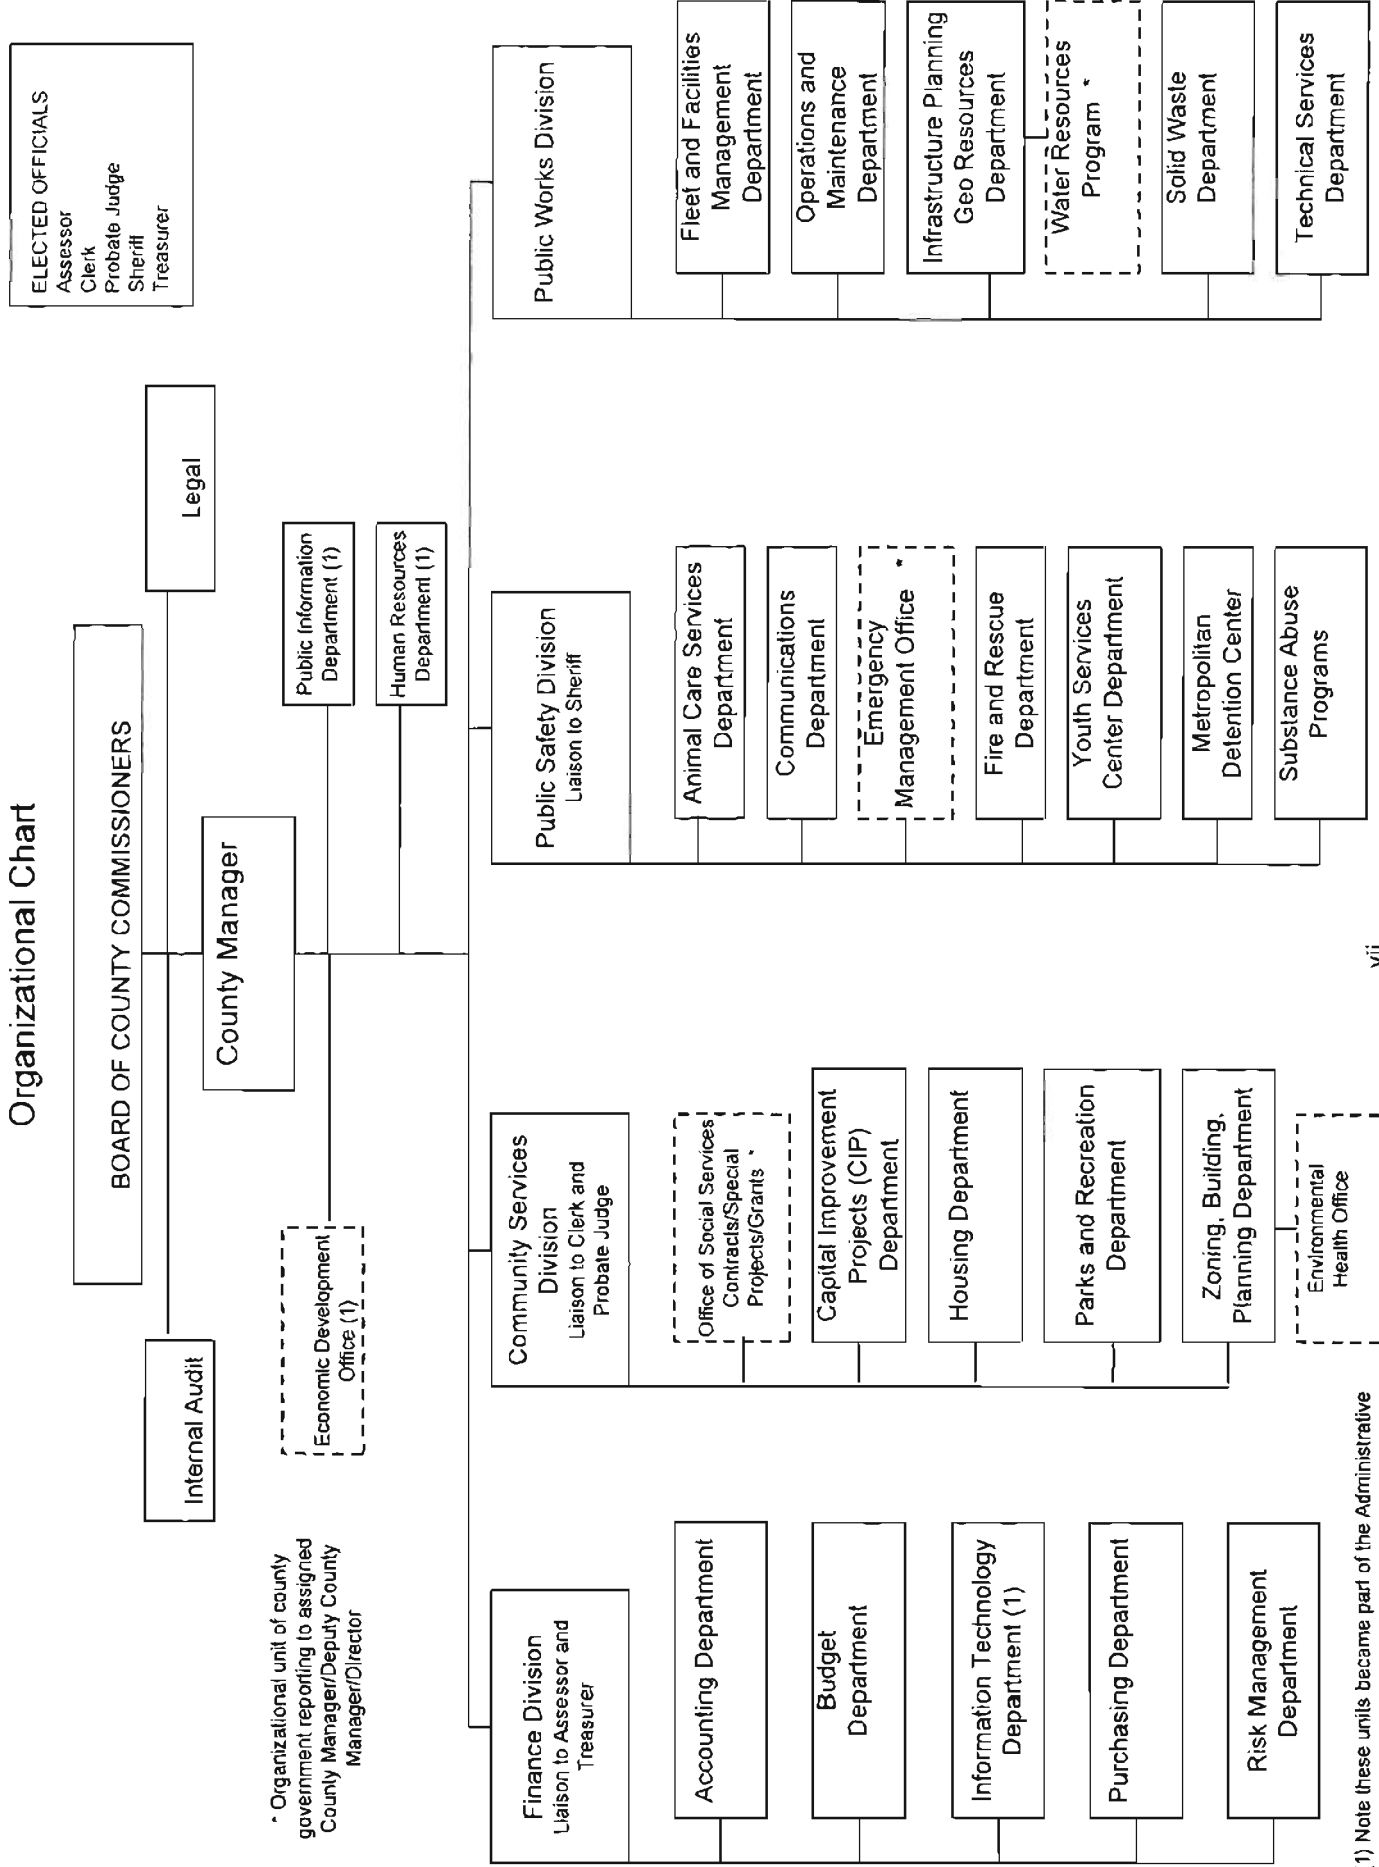 Organizational Chart
ELECTED OFFICIALS
Assessor
Clerk
Probate Judge
Sheriff
Treasurer
BOARD OF COUNTY COMMISSIONERS
Internal Audit
Legal
County Manager
* Organizational unit of county
government reporting to assigned
County Manager/Deputy County
Manager/Director
Economic Development
Office (1)
Public Information
Department (1)
Human Resources
Department (1)
Finance Division
Liaison to Assessor and
Treasurer
Accounting Department
Budget
Department
Information Technology
Department (1)
Purchasing Department
Risk Management
Department
Community Services
Division
Liaison to Clerk and
Probate Judge
Office of Social Services
Contracts/Special
Projects/Grants *
Capital Improvement
Projects (CIP)
Department
Housing Department
Parks and Recreation
Department
Zoning, Building,
Planning Department
Environmental
Health Office
Public Safety Division
Liaison to Sheriff
Animal Care Services
Department
Communications
Department
Emergency
Management Office *
Fire and Rescue
Department
Youth Services
Center Department
Metropolitan
Detention Center
Substance Abuse
Programs
Public Works Division
Fleet and Facilities
Management
Department
Operations and
Maintenance
Department
Infrastructure Planning
Geo Resources
Department
Water Resources
Program *
Solid Waste
Department
Technical Services
Department
(1) Note these units became part of the Administrative
vii